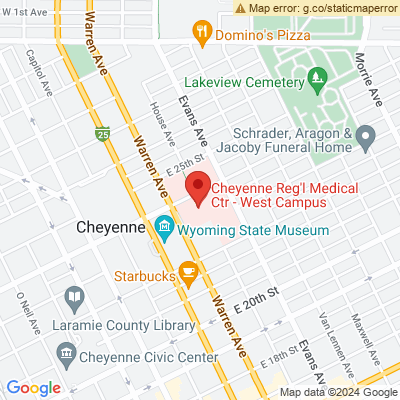 Map error: g.co/staticmaperror
W 1st Ave
Warren Ave
Domino's Pizza
Capitol Ave
Lakeview Cemetery
Morrie Ave
House Ave
Evans Ave
25
Schrader, Aragon &
Jacoby Funeral Home
E 25th St
Warren Ave
Cheyenne Reg'l Medical
Ctr - West Campus
Cheyenne
Wyoming State Museum
Starbucks
O Neil Ave
E 20th St
Laramie County Library
Warren Ave
Van Lennen Ave
Maxwell Ave
Cheyenne Civic Center
E 18th St
Evans Ave
Google
Map data ©2024 Google